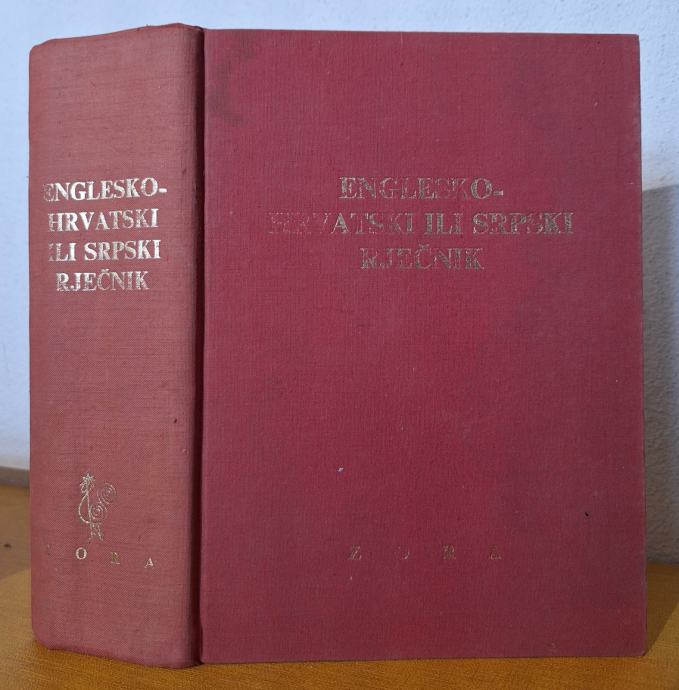 ENGLESKO-
HRVATSKI
ILI SRPSKI
RJEČNIK
ZORA
ENGLESKO-
HRVATSKI ILI SRPSKI
RJEČNIK
ZORA